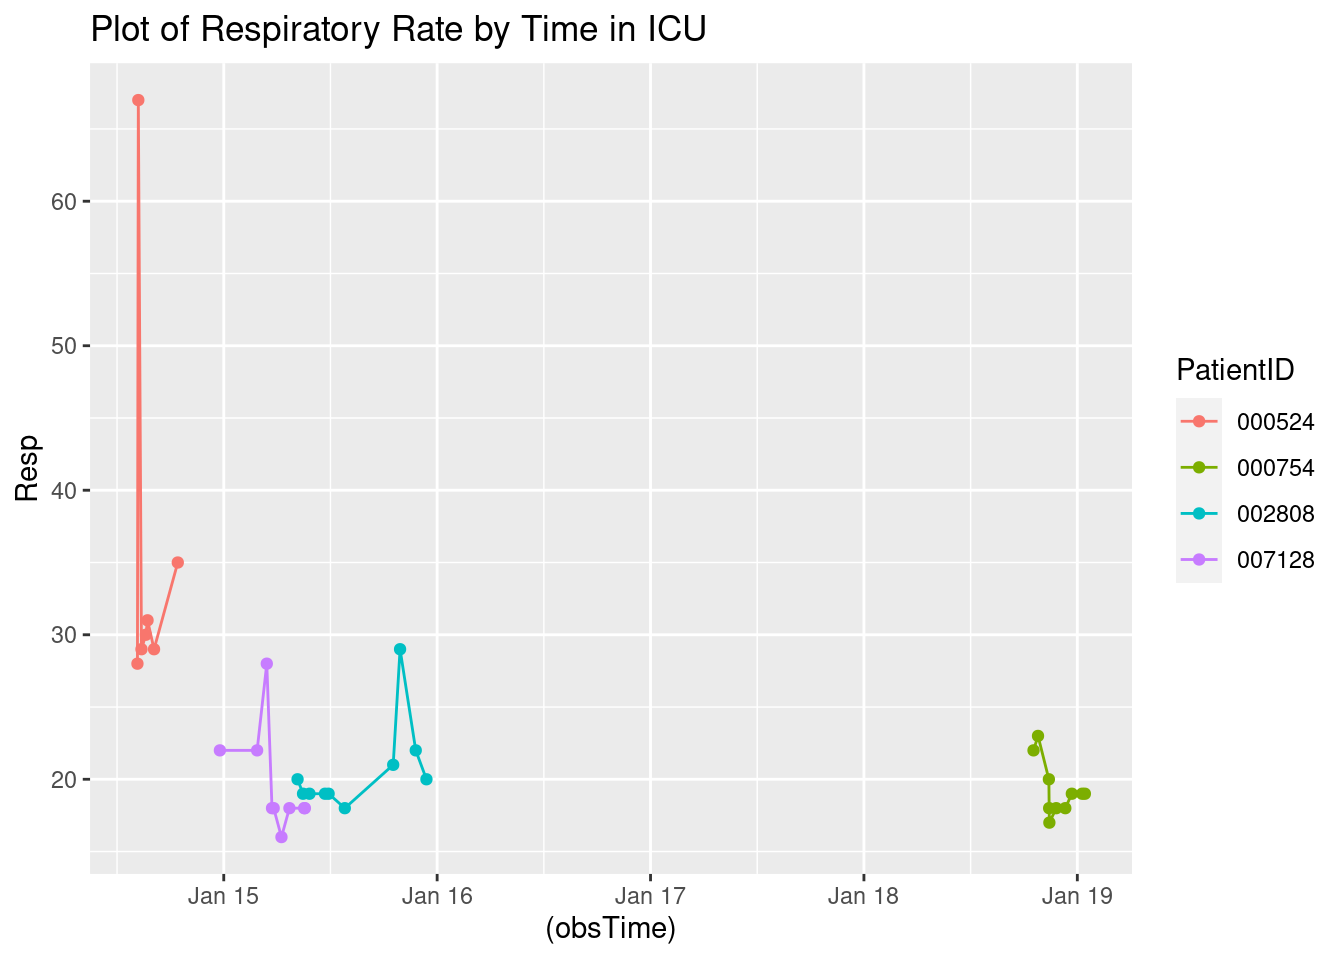 Plot of Respiratory Rate by Time in ICU
60
50
40
30
20
Resp
Jan 15
Jan 16
Jan 17
Jan 18
Jan 19
(obsTime)
PatientID
000524
000754
002808
007128